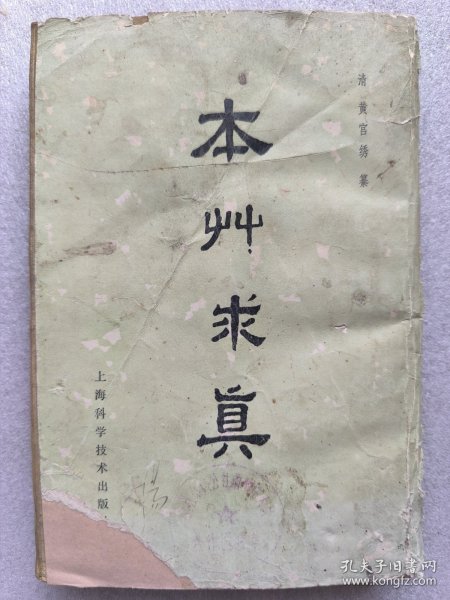 清 黄宫绣 纂
本艸求真
上海科学技术出版
杨
孔夫子旧书网
www.kongfz.com